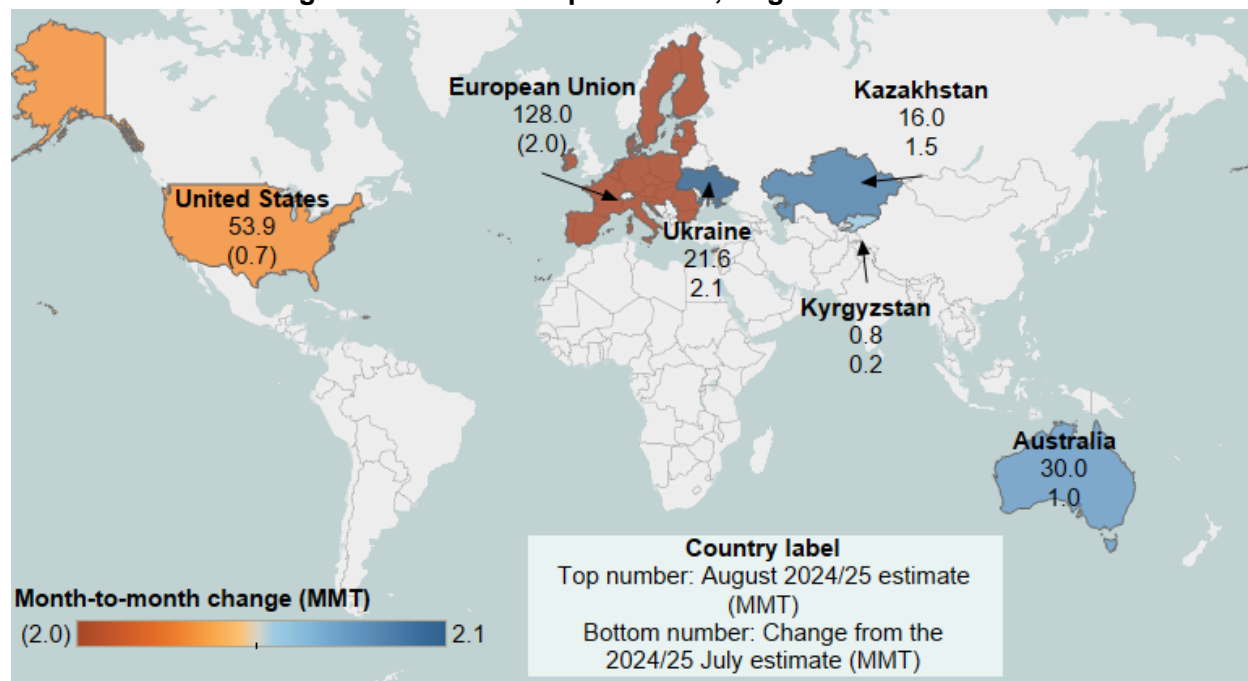 European Union
128.0
(2.0)
Kazakhstan
16.0
1.5
United States
53.9
(0.7)
Ukraine
21.6
2.1
Kyrgyzstan
0.8
0.2
Australia
30.0
1.0
Country label
Top number: August 2024/25 estimate
(MMT)
Bottom number: Change from the
2024/25 July estimate (MMT)
Month-to-month change (MMT)
(2.0) 2.1